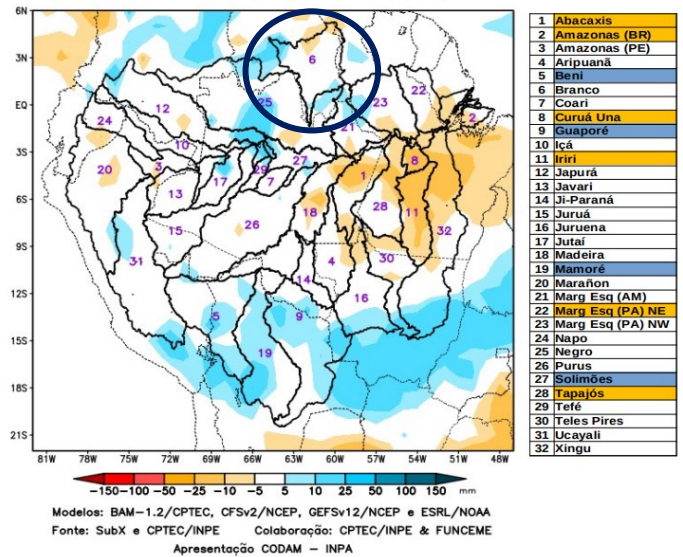 6N
3N
EQ
3S
6S
9S
12S
15S
18S
21S
81W 78W 75W 72W 69W 66W 63W 60W 57W 54W 51W 48W
6
25
23
22
12
24
2
21
10
27
29
8
20
3
17
7
1
13
18
28
11
15
26
32
31
4
30
14
16
5
9
19
-150 -100 -50 -25 -10 -5 5 10 25 50 100 150 mm
Modelos: BAM-1.2/CPTEC, CFSv2/NCEP, GEFSv12/NCEP e ESRL/NOAA
Fonte: SubX e CPTEC/INPE Colaboração: CPTEC/INPE & FUNCEME
Apresentação CODAM - INPA
1 Abacaxis
2 Amazonas (BR)
3 Amazonas (PE)
4 Aripuanã
5 Beni
6 Branco
7 Coari
8 Curuá Una
9 Guaporé
10 Içá
11 Iriri
12 Japurá
13 Javari
14 Ji-Paraná
15 Juruá
16 Juruena
17 Jutaí
18 Madeira
19 Mamoré
20 Marañon
21 Marg Esq (AM)
22 Marg Esq (PA) NE
23 Marg Esq (PA) NW
24 Napo
25 Negro
26 Purus
27 Solimões
28 Tapajós
29 Tefé
30 Teles Pires
31 Ucayali
32 Xingu